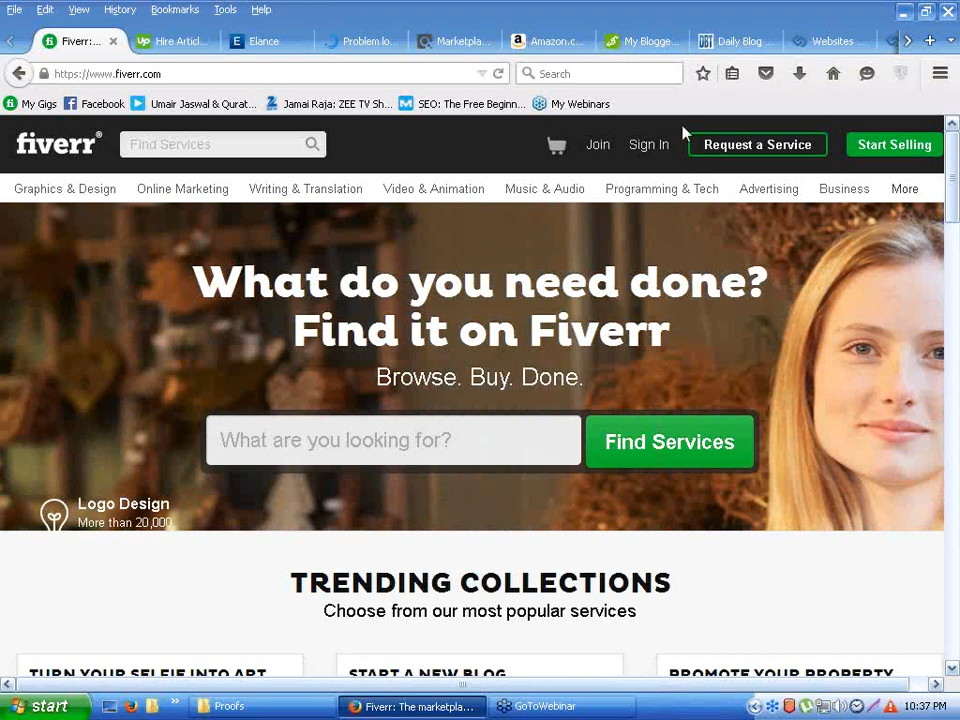 File Edit View History Bookmarks Tools Help
Fiverr:... Hire Articl... Elance Problem lo... Marketpla... Amazon.c... My Blogge... Daily Blog ... Websites ...
https://www.fiverr.com Search
My Gigs Facebook Umair Jaswal & Qurat... Jamai Raja: ZEE TV Sh... SEO: The Free Beginn... My Webinars
fiverr® Find Services Join Sign In Request a Service Start Selling
Graphics & Design Online Marketing Writing & Translation Video & Animation Music & Audio Programming & Tech Advertising Business More
What do you need done?
Find it on Fiverr
Browse. Buy. Done.
What are you looking for? Find Services
Logo Design
More than 20,000
TRENDING COLLECTIONS
Choose from our most popular services
TURN YOUR SELFIE INTO ART START A NEW BLOG PROMOTE YOUR PROPERTY
start Proofs Fiverr: The marketpla... GoToWebinar 10:37 PM